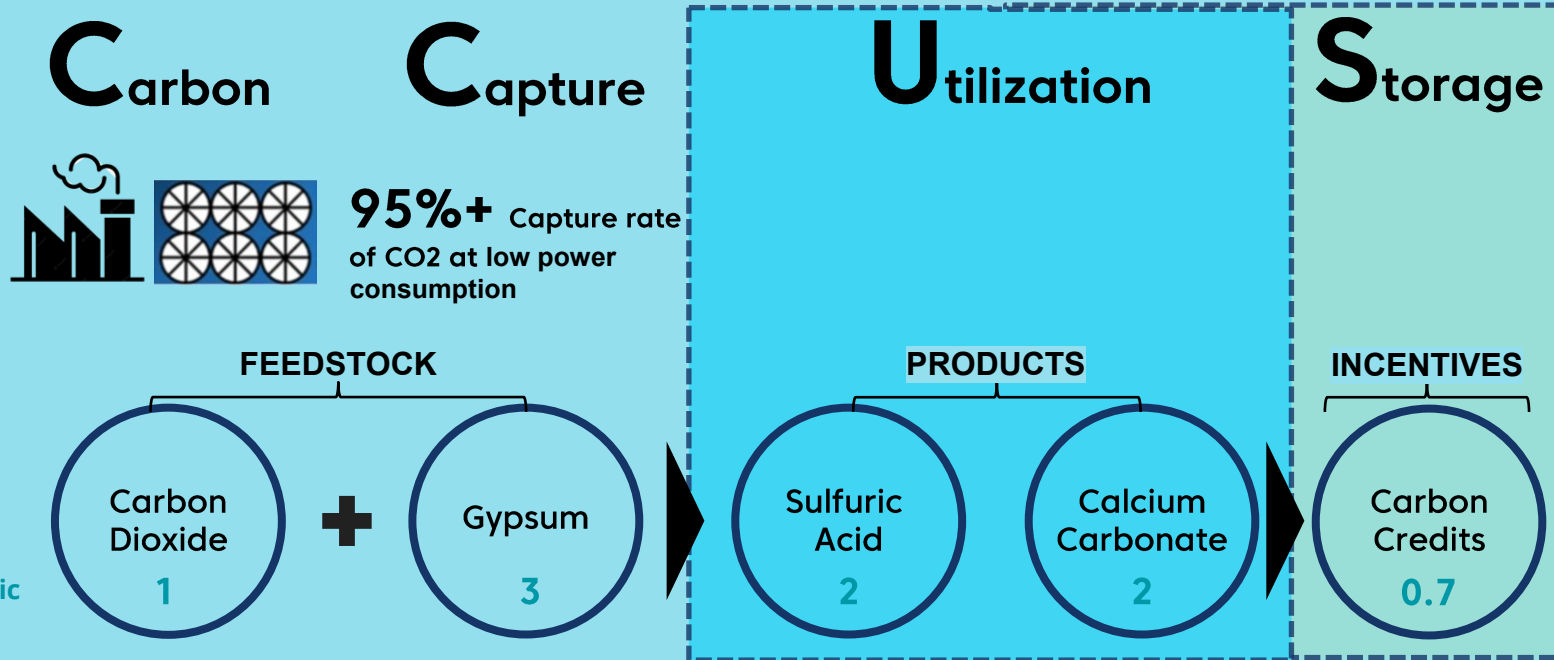 Carbon Capture Utilization Storage
95%+ Capture rate
of CO2 at low power
consumption
FEEDSTOCK
PRODUCTS
INCENTIVES
Carbon
Dioxide
1
Gypsum
3
Sulfuric
Acid
2
Calcium
Carbonate
2
Carbon
Credits
0.7
ic